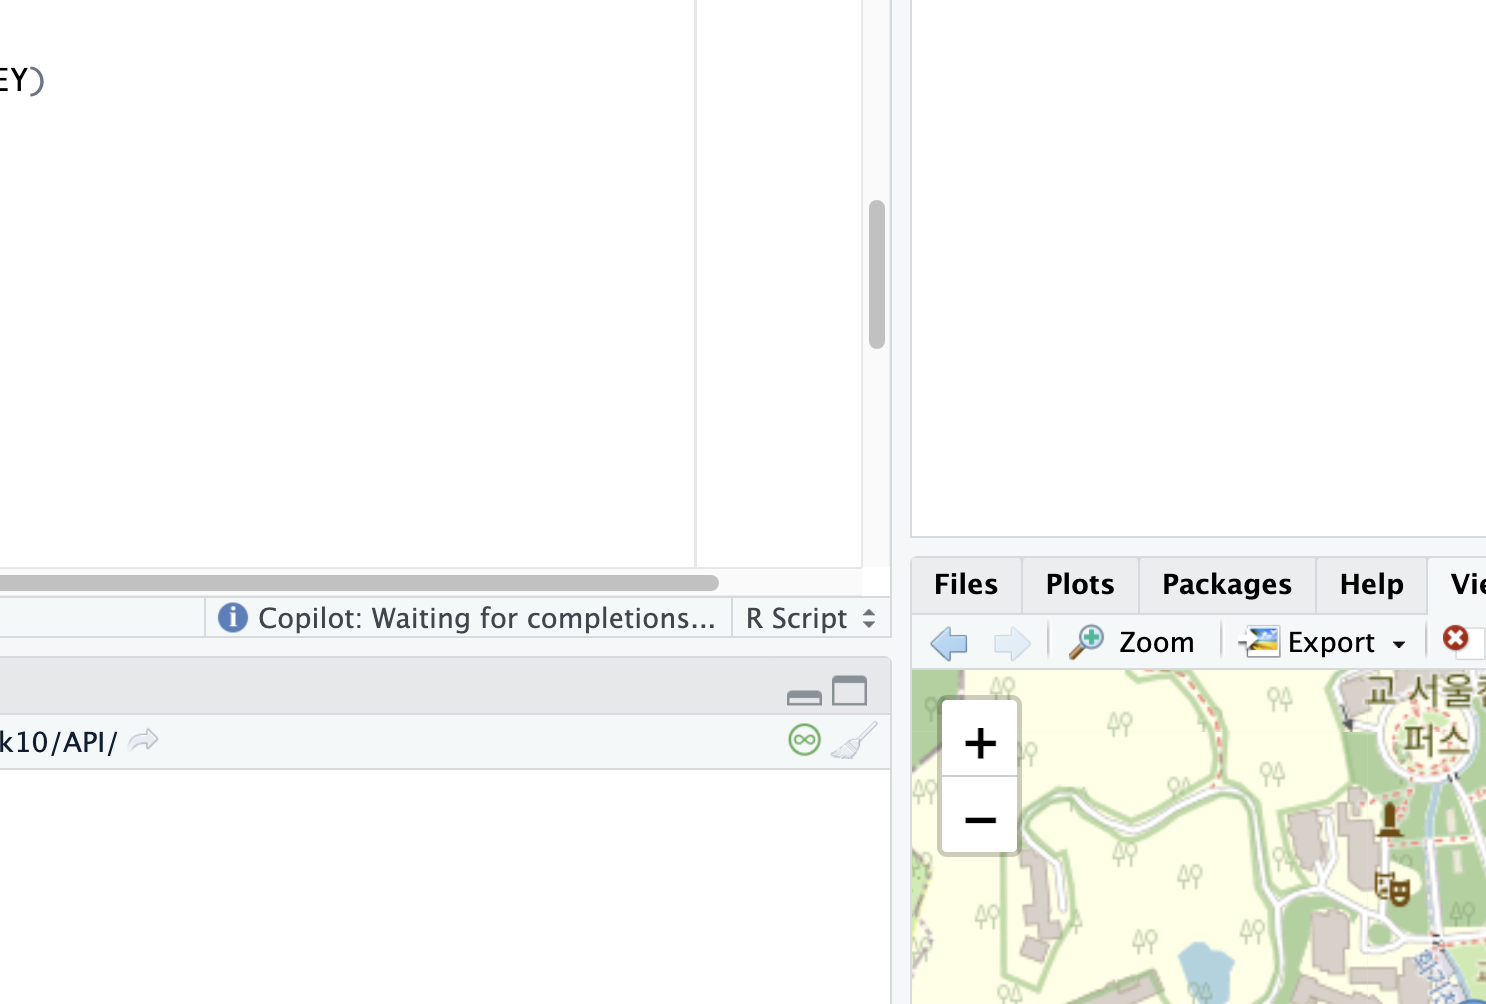 EY)
Copilot: Waiting for completions...
R Script
k10/API/
Files
Plots
Packages
Help
Vie
Zoom
Export
+
−
교 서울캠
퍼스